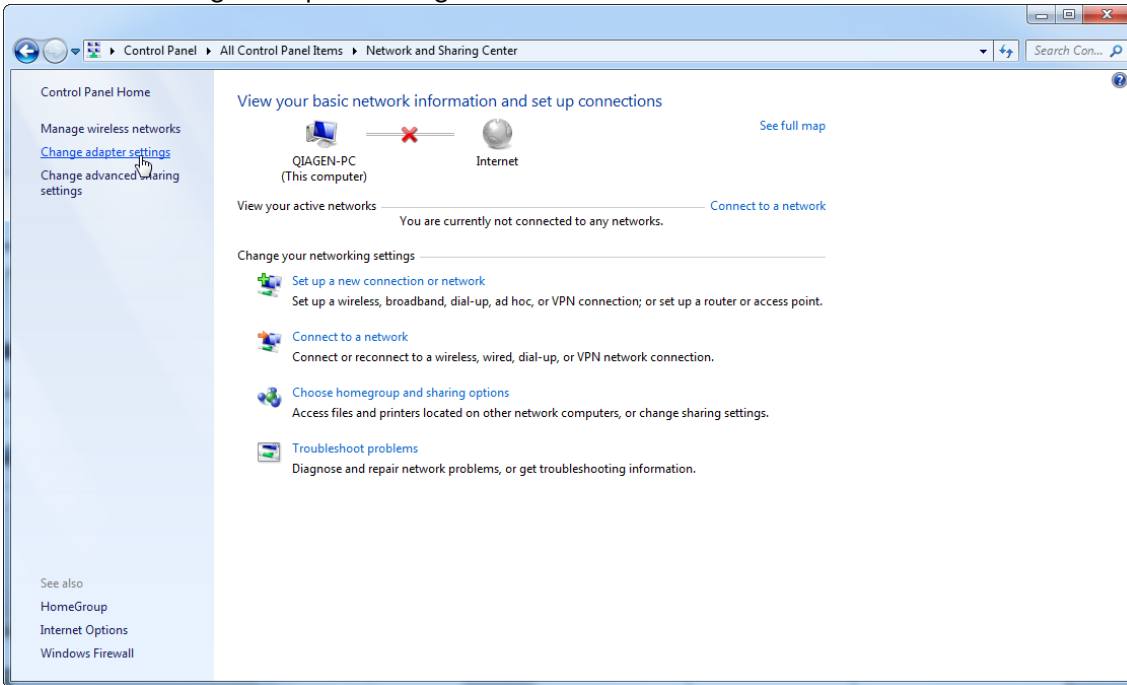 Control Panel ▸ All Control Panel Items ▸ Network and Sharing Center
Search Con...
Control Panel Home
Manage wireless networks
Change adapter settings
Change advanced sharing
settings
View your basic network information and set up connections
See full map
QIAGEN-PC
(This computer)
Internet
View your active networks
Connect to a network
You are currently not connected to any networks.
Change your networking settings
Set up a new connection or network
Set up a wireless, broadband, dial-up, ad hoc, or VPN connection; or set up a router or access point.
Connect to a network
Connect or reconnect to a wireless, wired, dial-up, or VPN network connection.
Choose homegroup and sharing options
Access files and printers located on other network computers, or change sharing settings.
Troubleshoot problems
Diagnose and repair network problems, or get troubleshooting information.
See also
HomeGroup
Internet Options
Windows Firewall